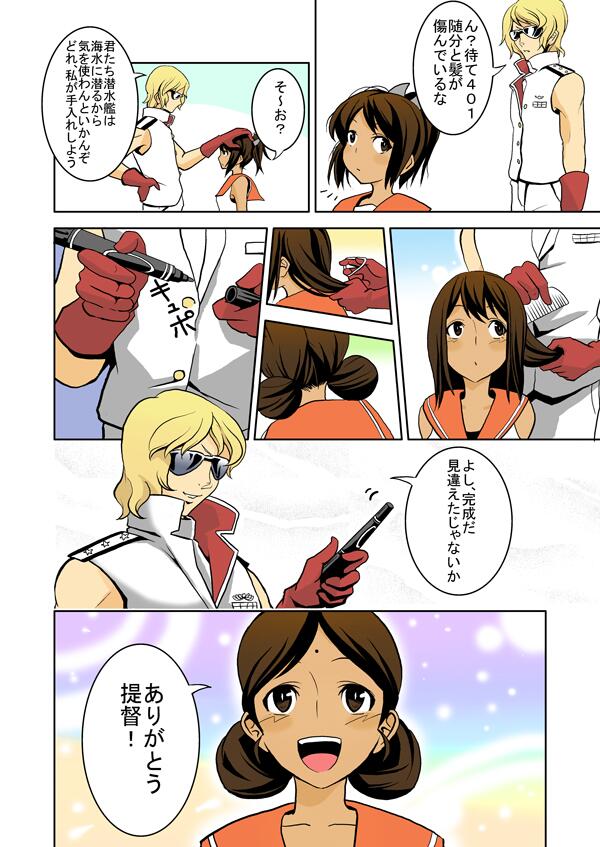 ん?待て401
随分と髪が
傷んでいるな
そ~お?
君たち潜水艦は
海水に潜るから
気を使わんといかんぞ
どれ、私が手入れしよう
キュポ
よし、完成だ
見違えたじゃないか
ありがとう
提督!